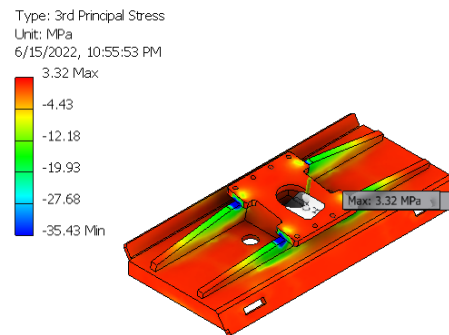 Type: 3rd Principal Stress
Unit: MPa
6/15/2022, 10:55:53 PM
3.32 Max
-4.43
-12.18
-19.93
-27.68
-35.43 Min
Max: 3.32 MPa